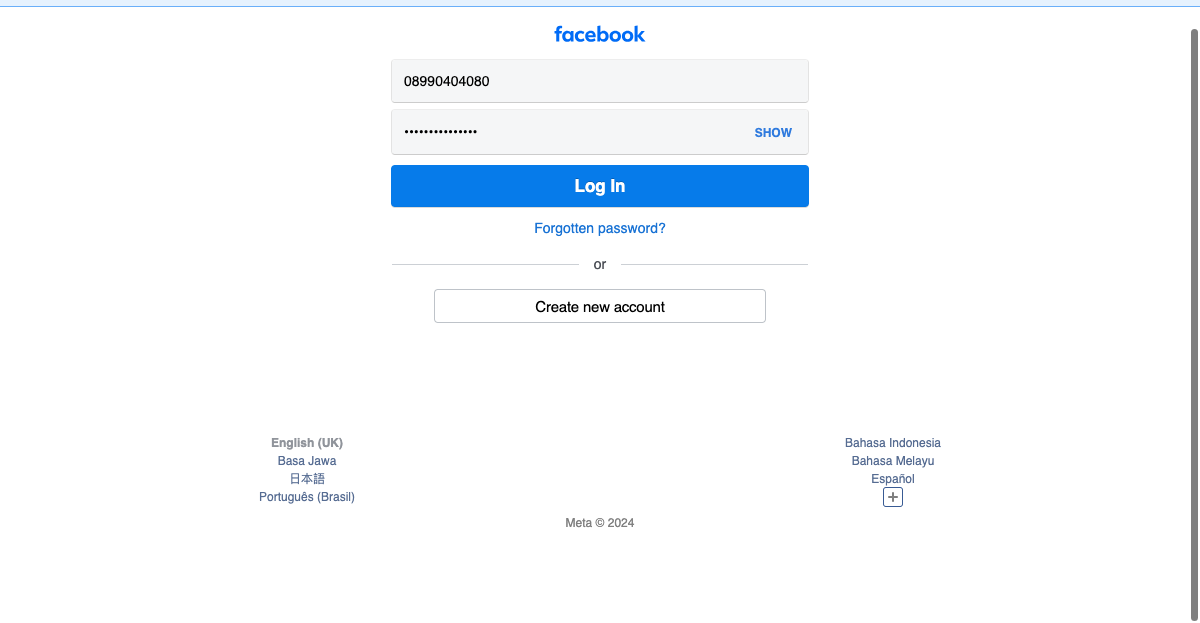 facebook
08990404080
•••••••••••••••
SHOW
Log In
Forgotten password?
or
Create new account
English (UK)
Basa Jawa
日本語
Português (Brasil)
Bahasa Indonesia
Bahasa Melayu
Español
Meta © 2024